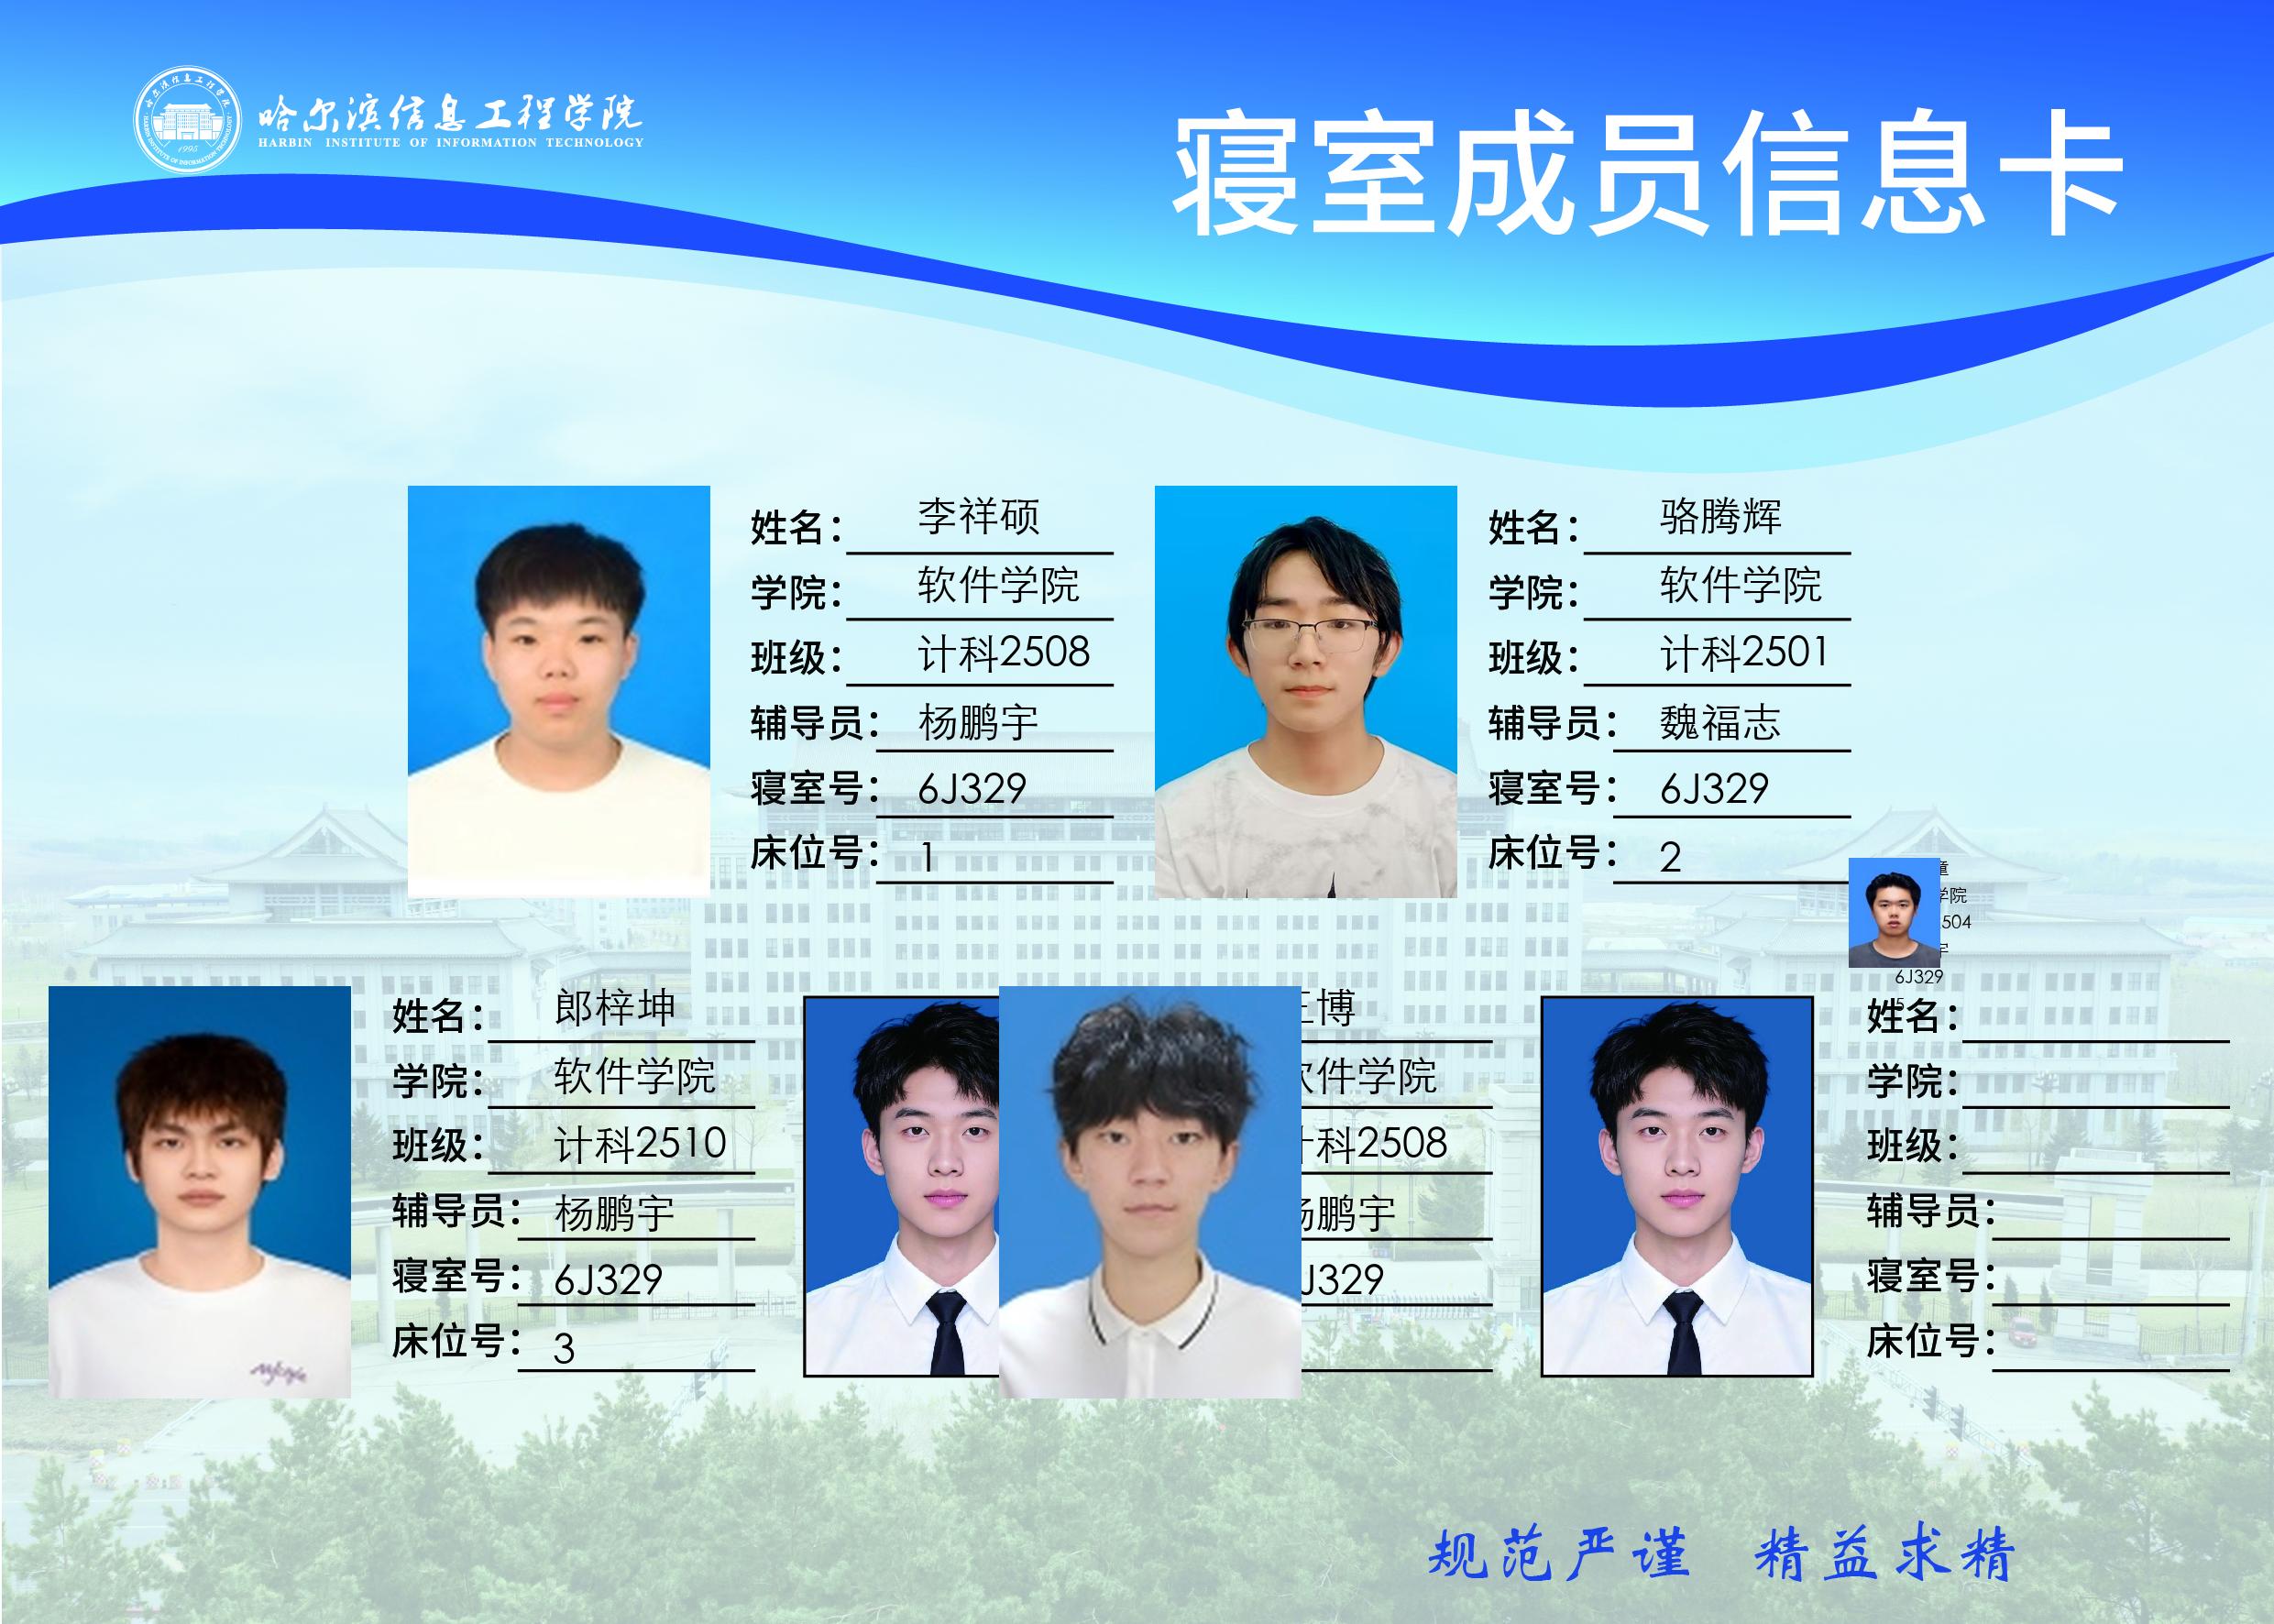 哈尔滨信息工程学院
HARBIN INSTITUTE OF INFORMATION TECHNOLOGY
寝室成员信息卡
姓名： 李祥硕
学院： 软件学院
班级： 计科2508
辅导员： 杨鹏宇
寝室号： 6J329
床位号： 1
姓名： 骆腾辉
学院： 软件学院
班级： 计科2501
辅导员： 魏福志
寝室号： 6J329
床位号： 2
童
学院
504
宇
6J329
5
姓名： 郎梓坤
学院： 软件学院
班级： 计科2510
辅导员： 杨鹏宇
寝室号： 6J329
床位号： 3
博
件学院
科2508
鹏宇
J329
姓名：
学院：
班级：
辅导员：
寝室号：
床位号：
规范严谨 精益求精